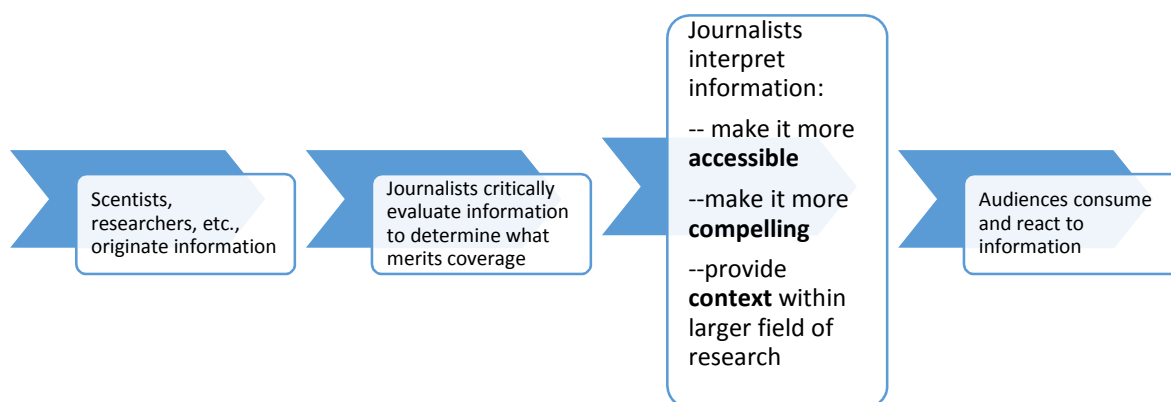 Scentists,
researchers, etc.,
originate information
Journalists critically
evaluate information
to determine what
merits coverage
Journalists
interpret
information:
-- make it more
accessible
--make it more
compelling
--provide
context within
larger field of
research
Audiences consume
and react to
information